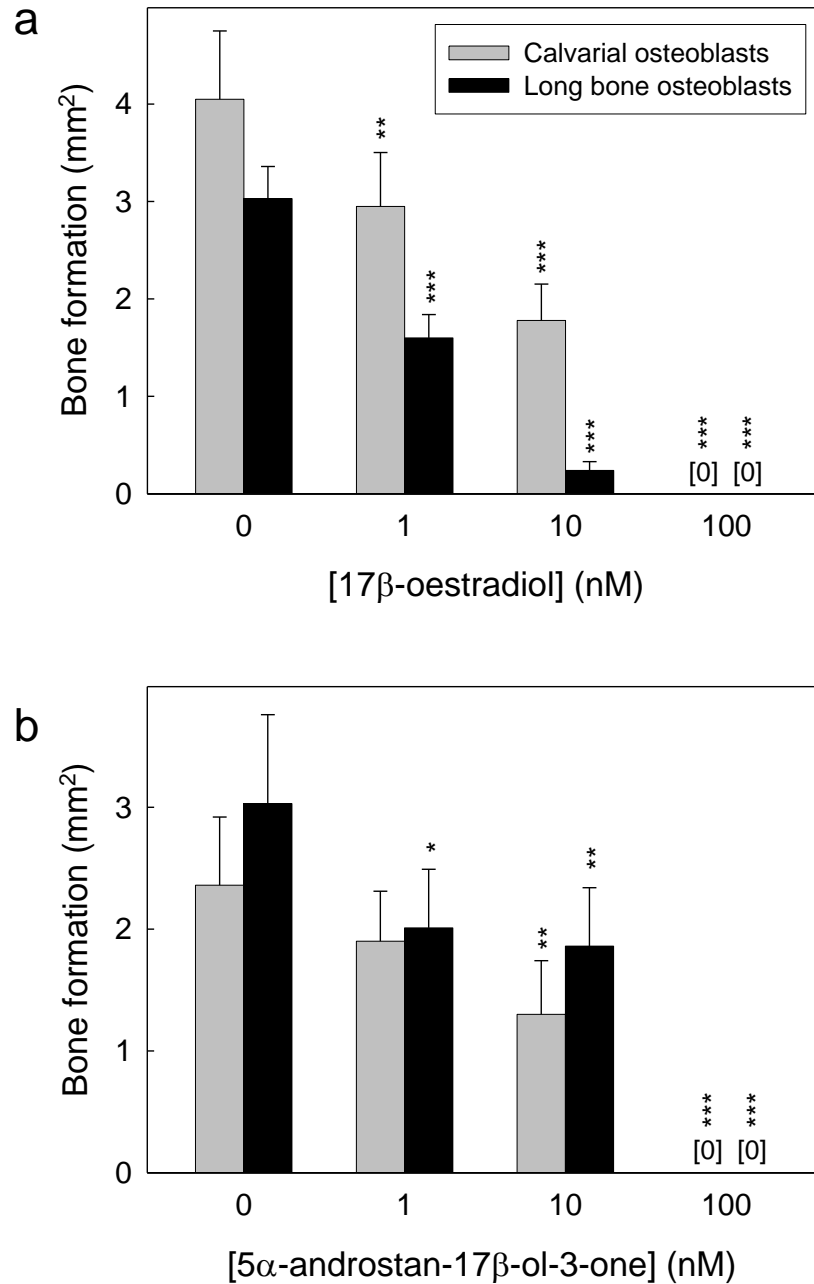 a
Calvarial osteoblasts
Long bone osteoblasts
Bone formation (mm²)
4
3
2
1
0
**
***
***
***
***
***
[0] [0]
0 1 10 100
[17β-oestradiol] (nM)
b
Bone formation (mm²)
3
2
1
0
*
**
**
***
***
[0] [0]
0 1 10 100
[5α-androstan-17β-ol-3-one] (nM)